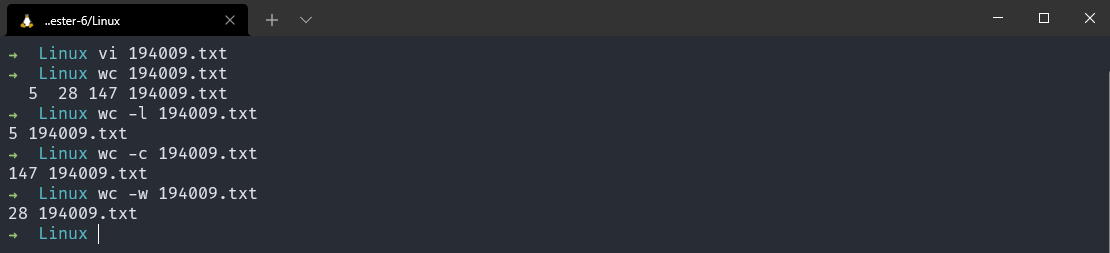 ..ester-6/Linux
→ Linux vi 194009.txt
→ Linux wc 194009.txt
  5  28 147 194009.txt
→ Linux wc -l 194009.txt
5 194009.txt
→ Linux wc -c 194009.txt
147 194009.txt
→ Linux wc -w 194009.txt
28 194009.txt
→ Linux